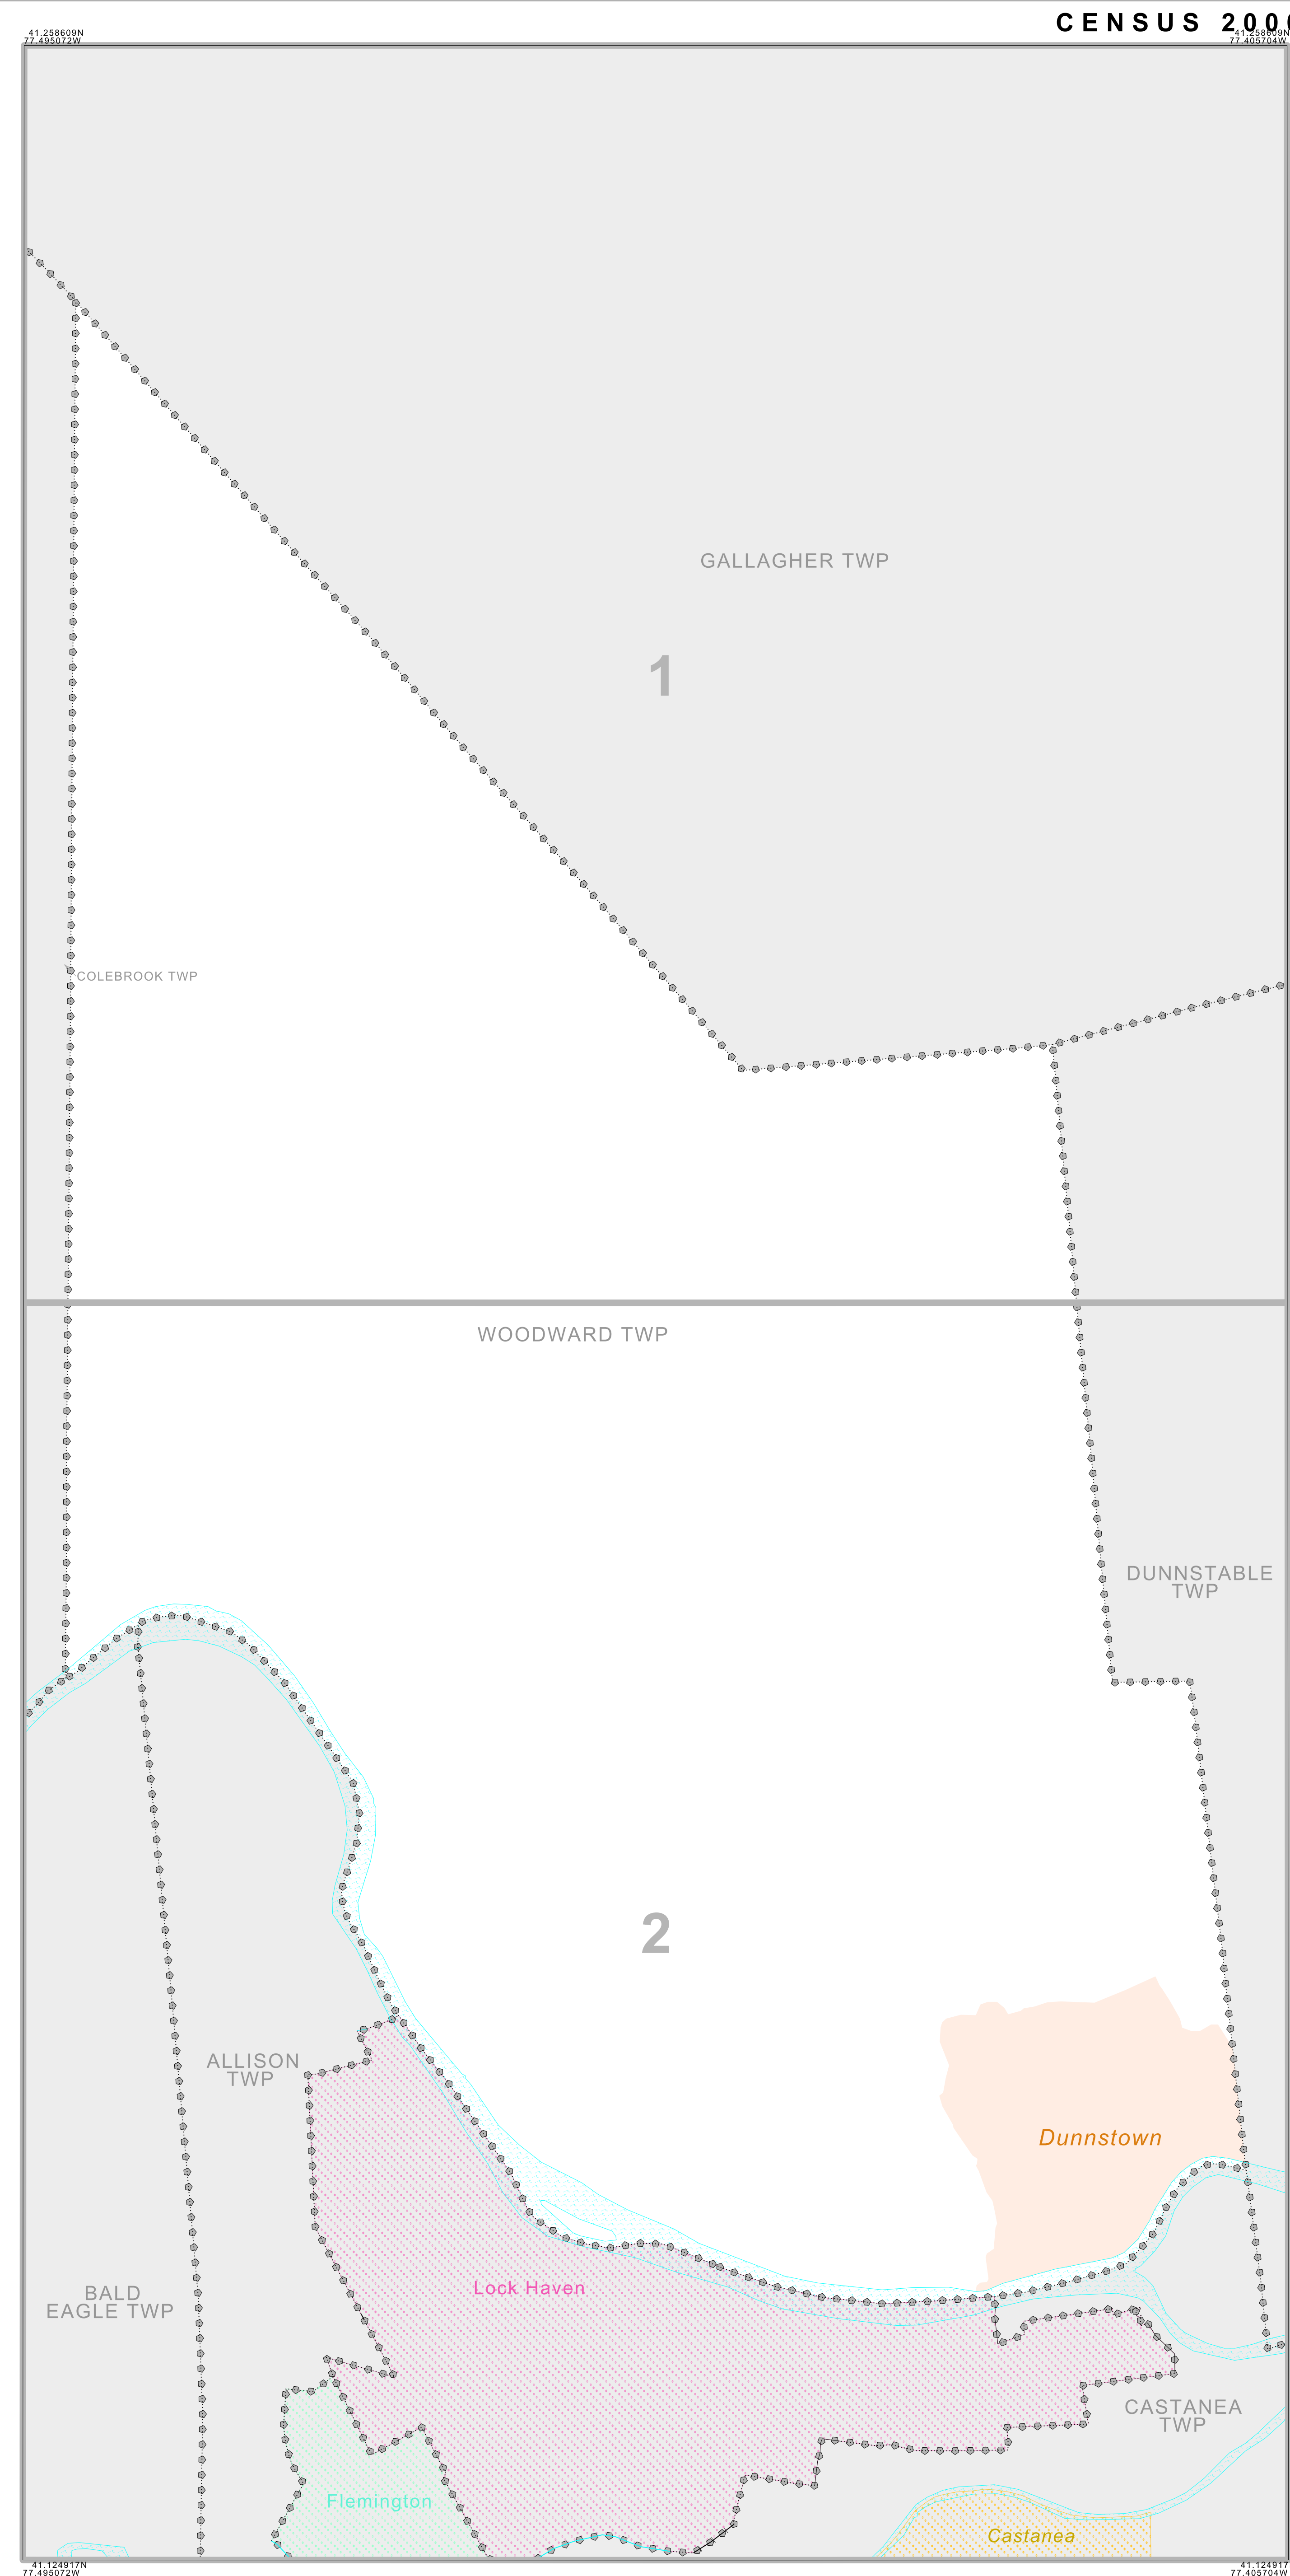 CENSUS 200
41.258609N
77.495072W
41.258609N
77.405704W
GALLAGHER TWP
1
COLEBROOK TWP
WOODWARD TWP
DUNNSTABLE
TWP
2
ALLISON
TWP
Dunnstown
Lock Haven
BALD
EAGLE TWP
CASTANEA
TWP
Flemington
Castanea
41.124917N
77.495072W
41.124917
77.405704W